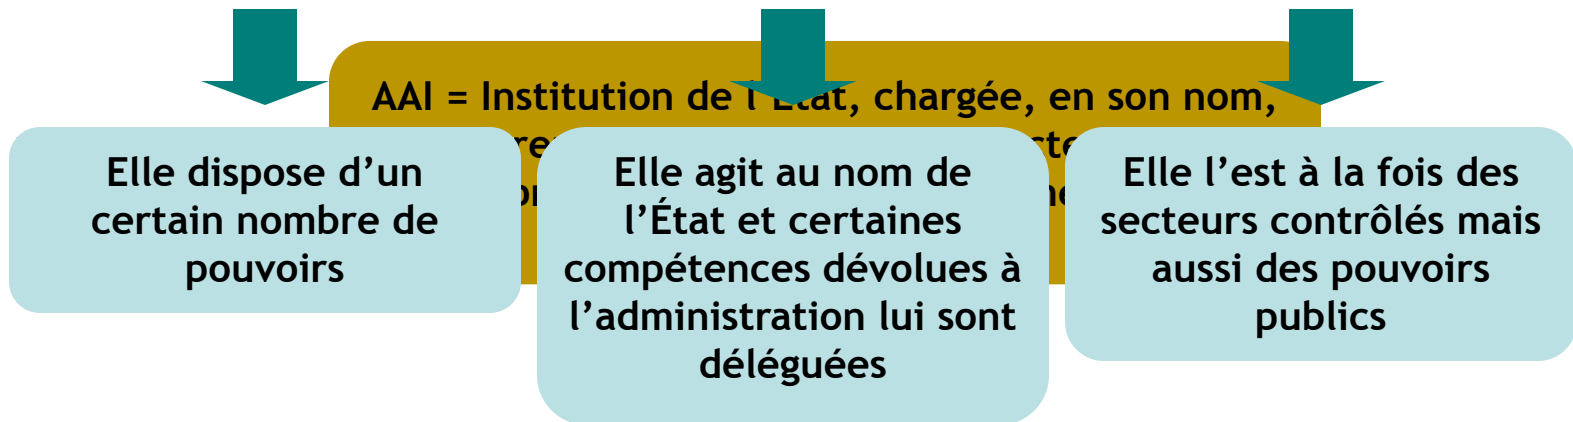 AAI = Institution de l'État, chargée, en son nom,
Elle dispose d’un
certain nombre de
pouvoirs
Elle agit au nom de
l’État et certaines
compétences dévolues à
l’administration lui sont
déléguées
Elle l’est à la fois des
secteurs contrôlés mais
aussi des pouvoirs
publics